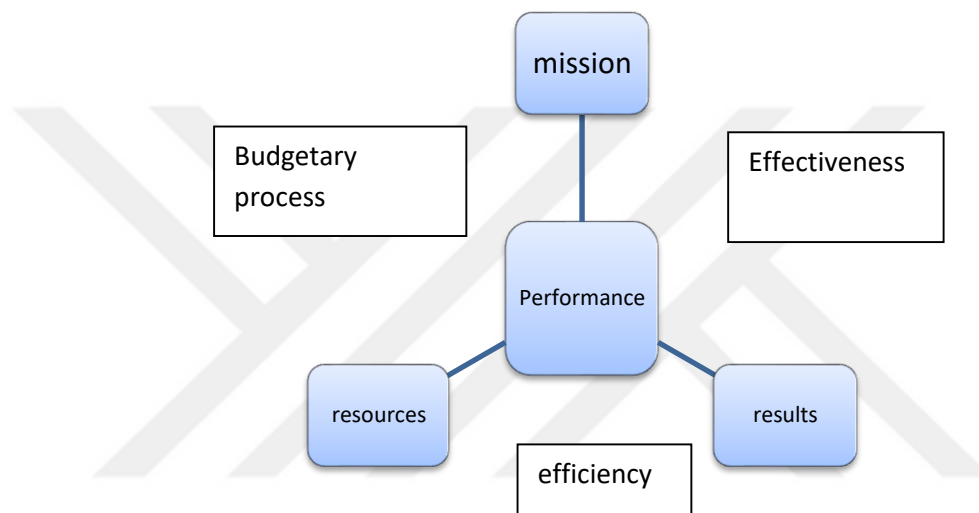 mission
Budgetary
process
Effectiveness
Performance
resources
results
efficiency